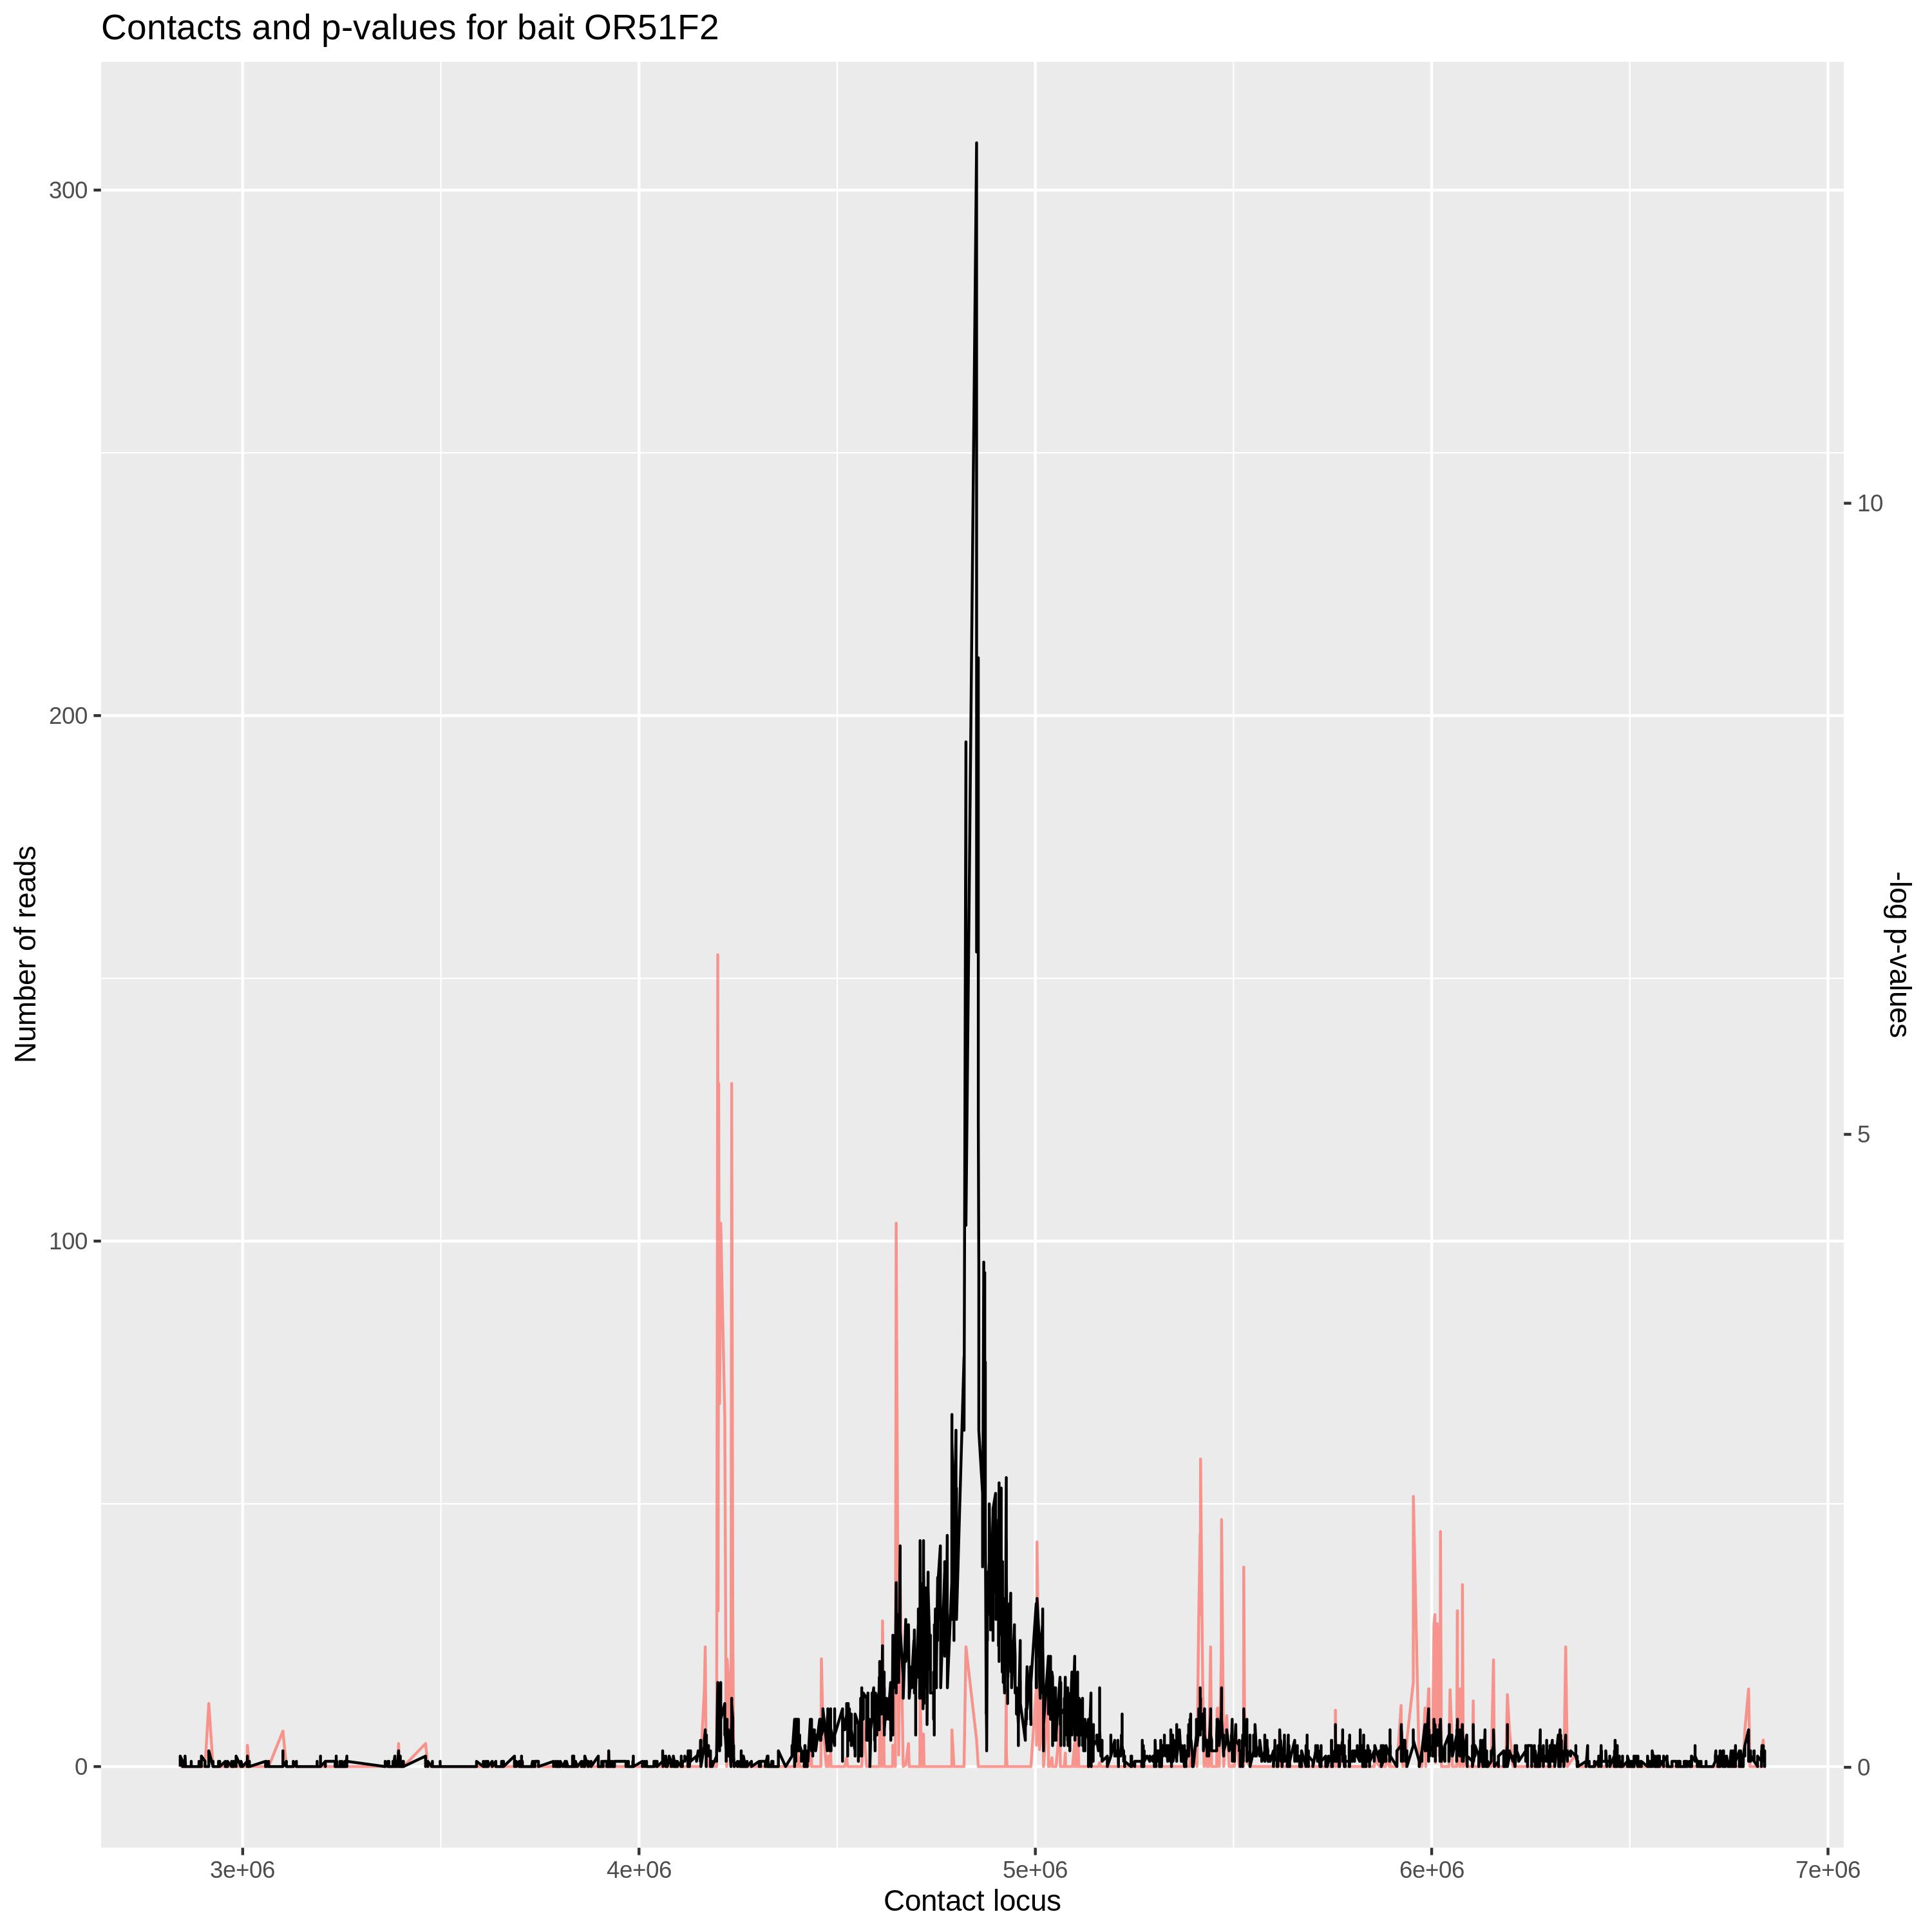 Contacts and p-values for bait OR51F2
300
200
100
0
Number of reads
10
5
0
-log p-values
3e+06
4e+06
5e+06
6e+06
7e+06
Contact locus